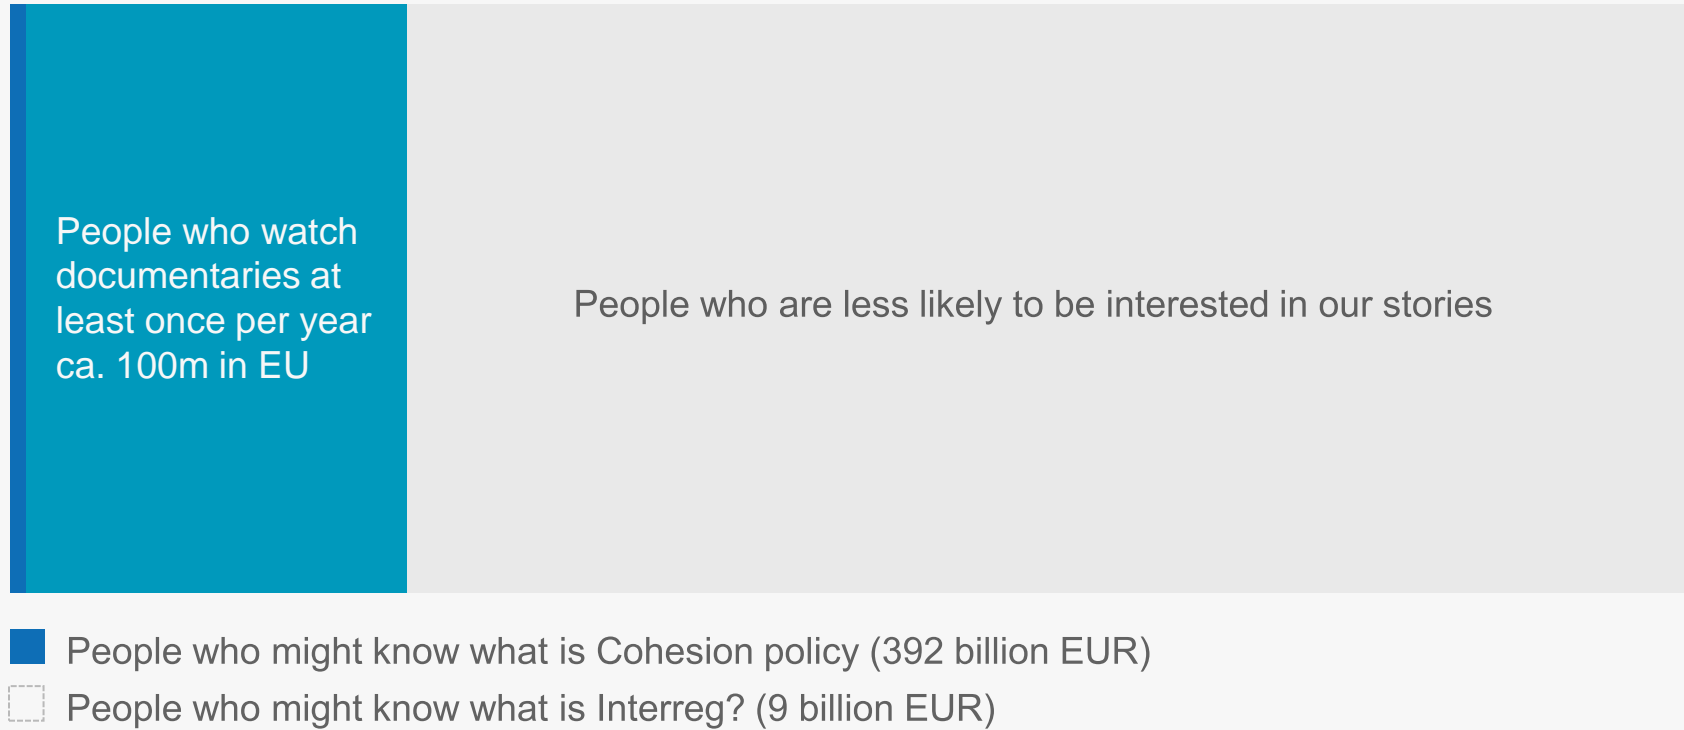 People who watch
documentaries at
least once per year
ca. 100m in EU
People who are less likely to be interested in our stories
People who might know what is Cohesion policy (392 billion EUR)
People who might know what is Interreg? (9 billion EUR)